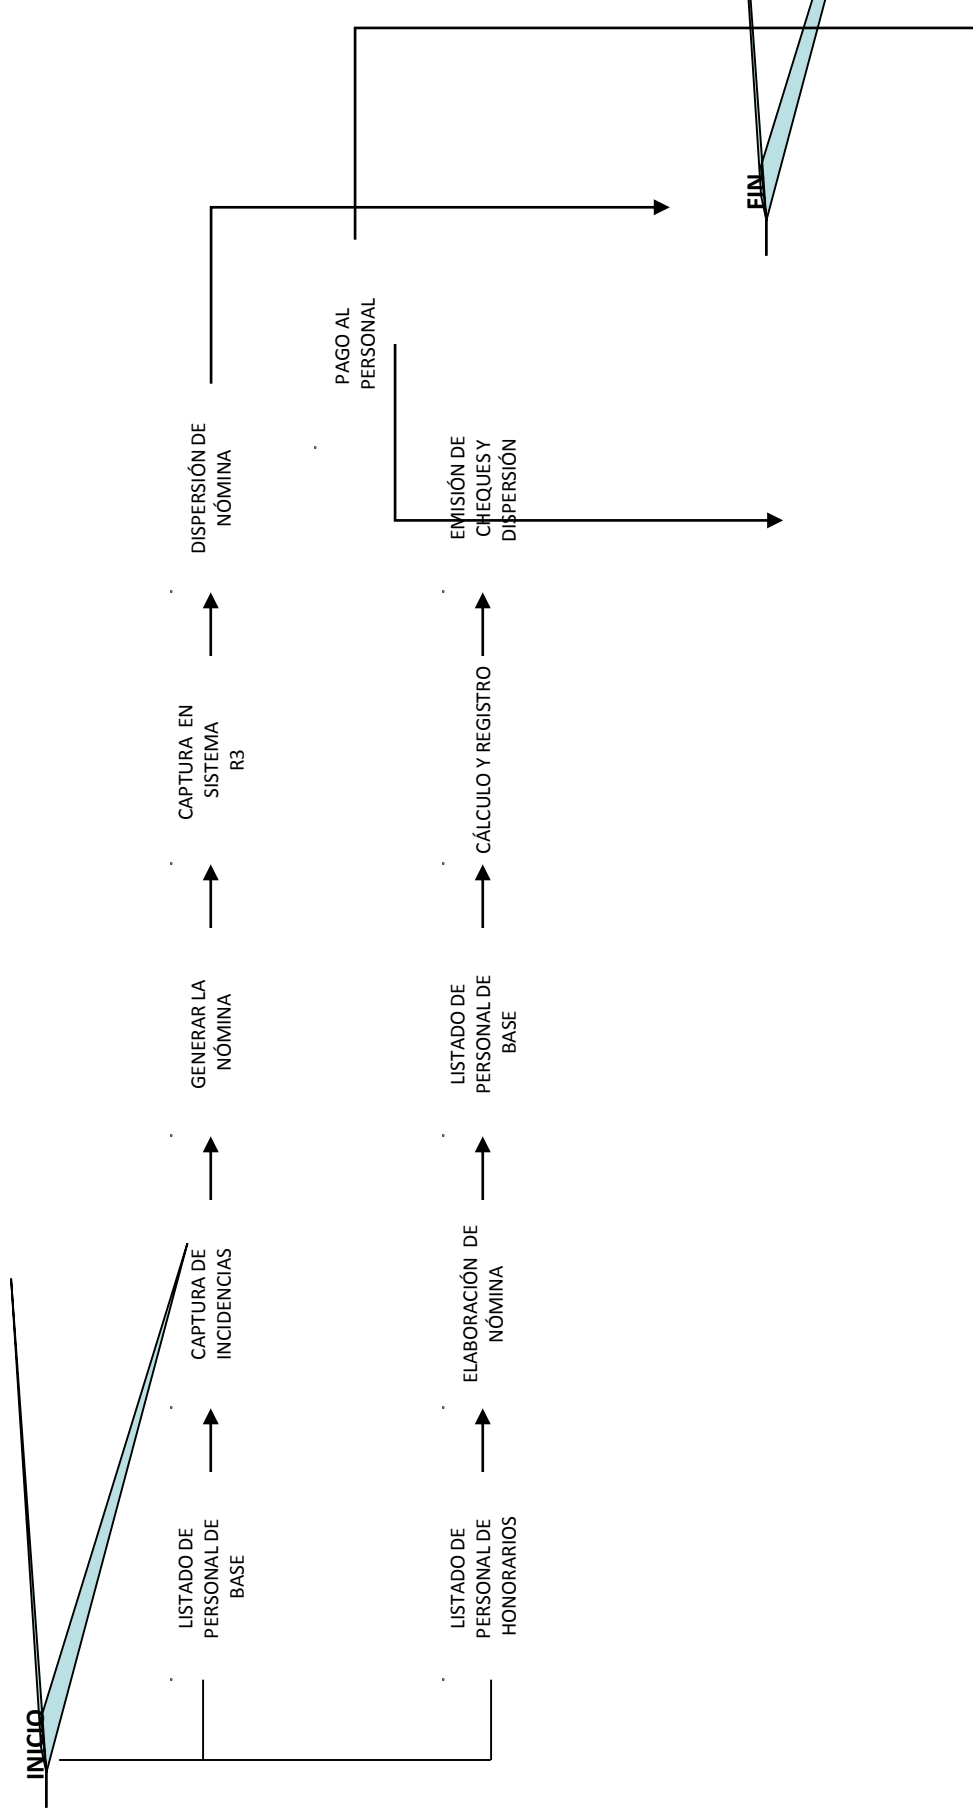 INICIO
LISTADO DE
PERSONAL DE
BASE
CAPTURA DE
INCIDENCIAS
GENERAR LA
NÓMINA
CAPTURA EN
SISTEMA
R3
DISPERSIÓN DE
NÓMINA
PAGO AL
PERSONAL
LISTADO DE
PERSONAL DE
HONORARIOS
ELABORACIÓN DE
NÓMINA
LISTADO DE
PERSONAL DE
BASE
CÁLCULO Y REGISTRO
EMISIÓN DE
CHEQUES Y
DISPERSIÓN
FIN